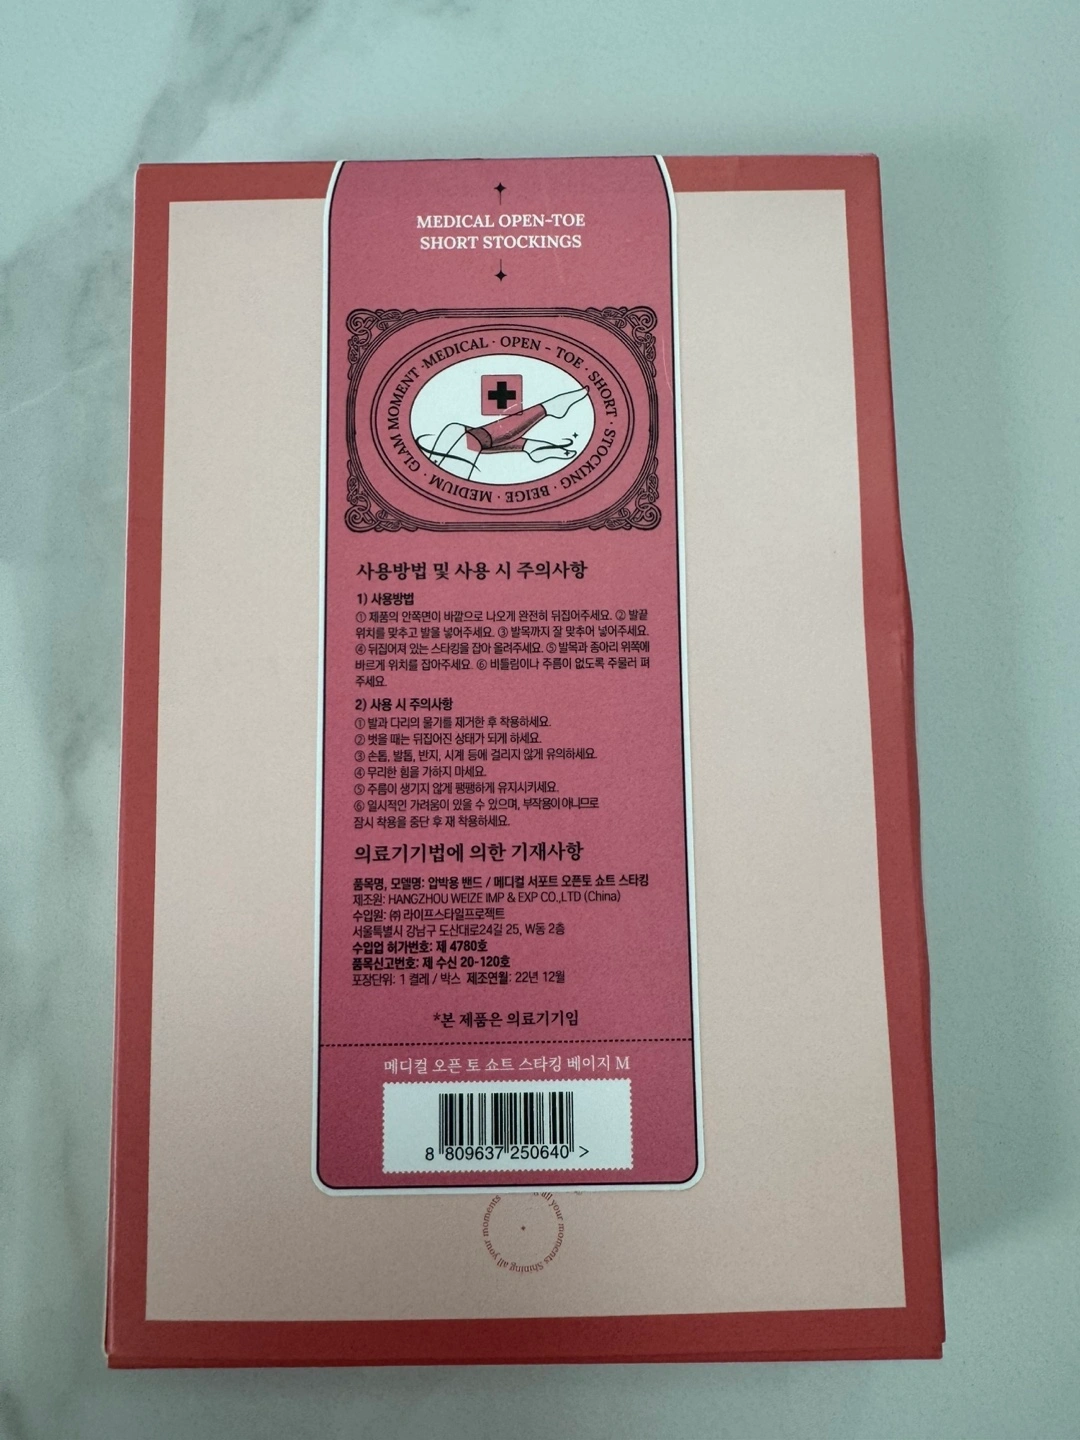 MEDICAL OPEN-TOE
SHORT STOCKINGS
GLAM MOMENT · MEDICAL · OPEN - TOE · SHORT · STOCKING · BEIGE · MEDIUM ·
사용방법 및 사용 시 주의사항
1) 사용방법
① 제품의 안쪽면이 바깥으로 나오게 완전히 뒤집어주세요. ② 발끝
위치를 맞추고 발을 넣어주세요. ③ 발목까지 잘 맞추어 넣어주세요.
④ 뒤집어져 있는 스타킹을 잡아 올려주세요. ⑤ 발목과 종아리 위쪽에
바르게 위치를 잡아주세요. ⑥ 비틀림이나 주름이 없도록 주물러 펴
주세요.
2) 사용 시 주의사항
① 발과 다리의 물기를 제거한 후 착용하세요.
② 벗을 때는 뒤집어진 상태가 되게 하세요.
③ 손톱, 발톱, 반지, 시계 등에 걸리지 않게 유의하세요.
④ 무리한 힘을 가하지 마세요.
⑤ 주름이 생기지 않게 팽팽하게 유지시키세요.
⑥ 일시적인 가려움이 있을 수 있으며, 부작용이 아니므로
잠시 착용을 중단 후 재 착용하세요.
의료기기법에 의한 기재사항
품목명, 모델명: 압박용 밴드 / 메디컬 서포트 오픈토 쇼트 스타킹
제조원: HANGZHOU WEIZE IMP & EXP CO.,LTD (China)
수입원: ㈜ 라이프스타일프로젝트
서울특별시 강남구 도산대로24길 25, W동 2층
수입업 허가번호: 제 4780호
품목신고번호: 제 수신 20-120호
포장단위: 1 켤레 / 박스 제조연월: 22년 12월
*본 제품은 의료기기임
메디컬 오픈 토 쇼트 스타킹 베이지 M
8 809637 250640 >
all your moments Shining all your moments